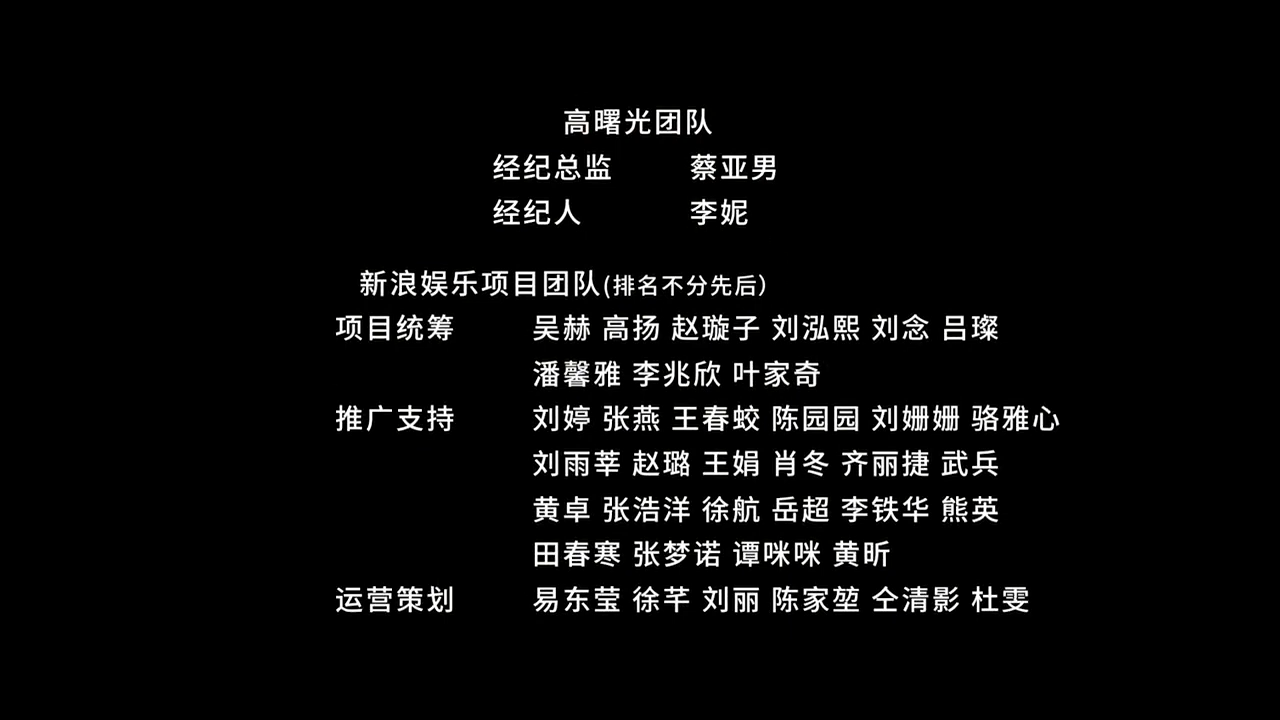 高曙光团队
经纪总监 蔡亚男
经纪人 李妮
新浪娱乐项目团队(排名不分先后)
项目统筹 吴赫 高扬 赵璇子 刘泓熙 刘念 吕璨
潘馨雅 李兆欣 叶家奇
推广支持 刘婷 张燕 王春蛟 陈园园 刘姗姗 骆雅心
刘雨莘 赵璐 王娟 肖冬 齐丽捷 武兵
黄卓 张浩洋 徐航 岳超 李铁华 熊英
田春寒 张梦诺 谭咪咪 黄昕
运营策划 易东莹 徐芊 刘丽 陈家堃 仝清影 杜雯